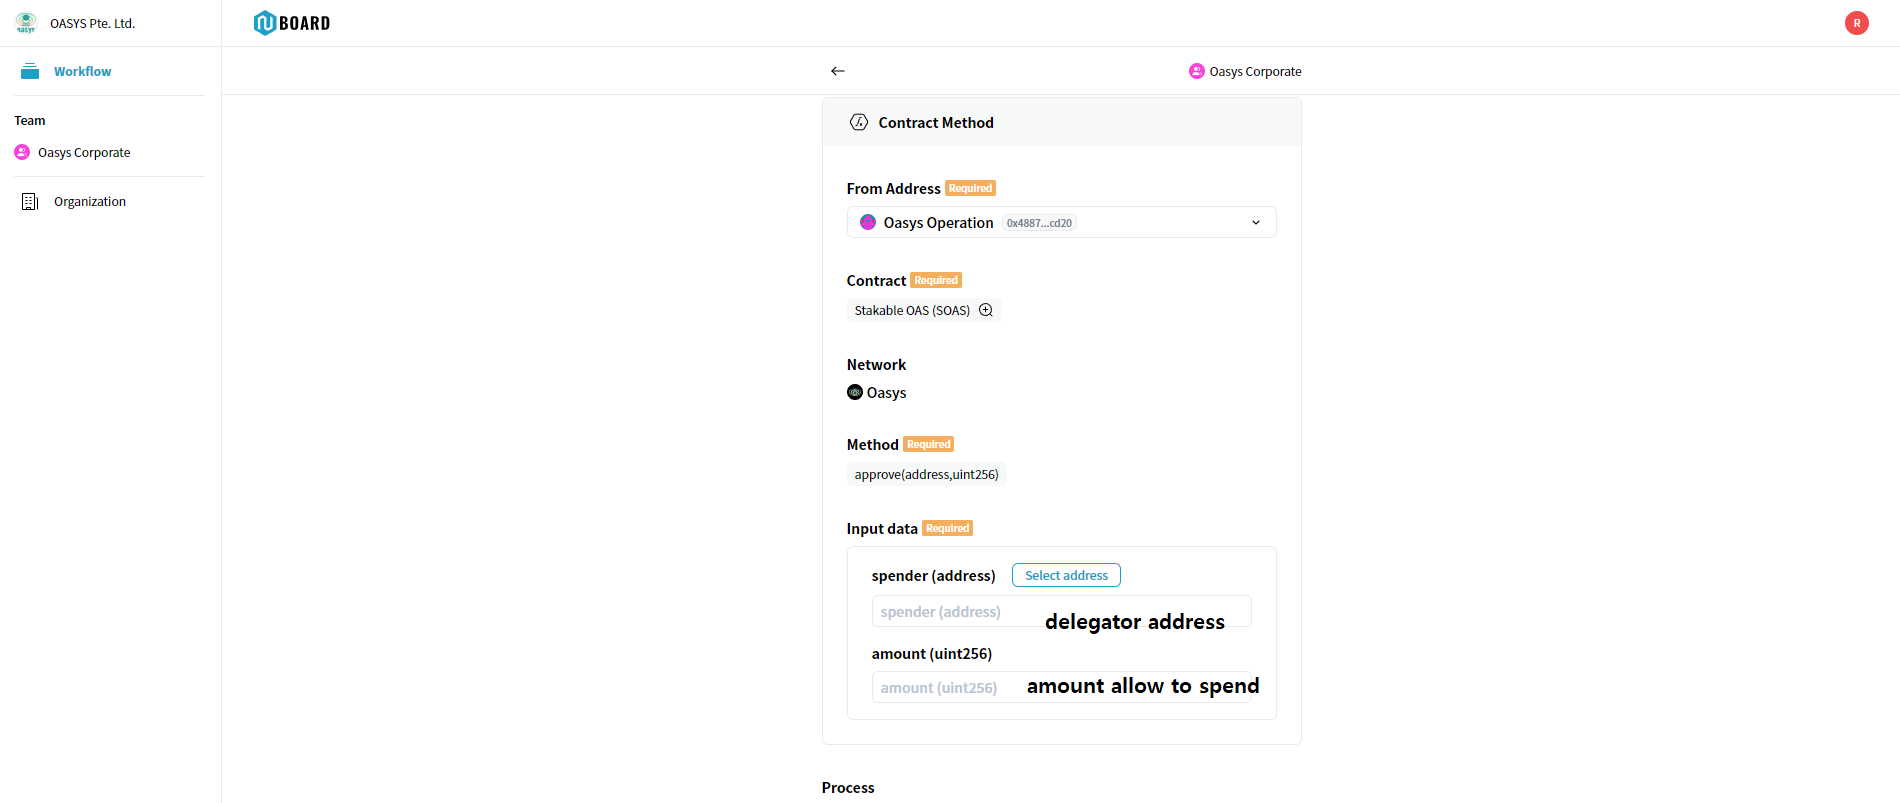 OASYS Pte. Ltd.
BOARD
R
Workflow
Oasys Corporate
Team
Oasys Corporate
Organization
Contract Method
From Address Required
Oasys Operation 0x4887...cd20
Contract Required
Stakable OAS (SOAS)
Network
Oasys
Method Required
approve(address,uint256)
Input data Required
spender (address) Select address
spender (address) delegator address
amount (uint256)
amount (uint256) amount allow to spend
Process